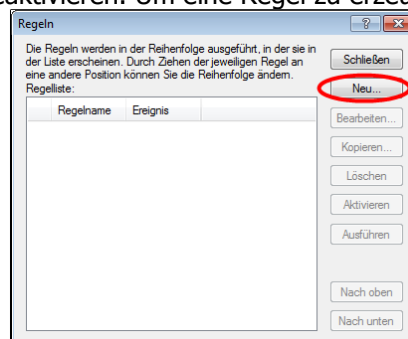 aktivieren. Um eine Regel zu
Regeln
Die Regeln werden in der Reihenfolge ausgeführt, in der sie in
der Liste erscheinen. Durch Ziehen der jeweiligen Regel an
eine andere Position können Sie die Reihenfolge ändern.
Regelliste:
Regelname Ereignis
Schließen
Neu...
Bearbeiten...
Kopieren...
Löschen
Aktivieren
Ausführen
Nach oben
Nach unten